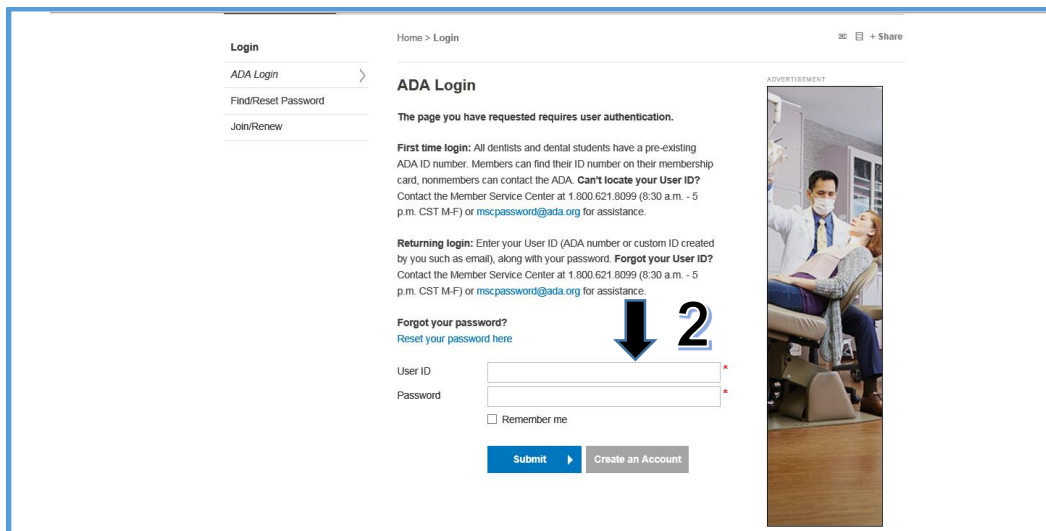 Login
ADA Login
Find/Reset Password
Join/Renew
Home > Login
+ Share
ADA Login
The page you have requested requires user authentication.
First time login: All dentists and dental students have a pre-existing
ADA ID number. Members can find their ID number on their membership
card, nonmembers can contact the ADA. Can't locate your User ID?
Contact the Member Service Center at 1.800.621.8099 (8:30 a.m. - 5
p.m. CST M-F) or mscpassword@ada.org for assistance.
Returning login: Enter your User ID (ADA number or custom ID created
by you such as email), along with your password. Forgot your User ID?
Contact the Member Service Center at 1.800.621.8099 (8:30 a.m. - 5
p.m. CST M-F) or mscpassword@ada.org for assistance.
Forgot your password?
Reset your password here
2
User ID *
Password *
Remember me
Submit Create an Account
ADVERTISEMENT